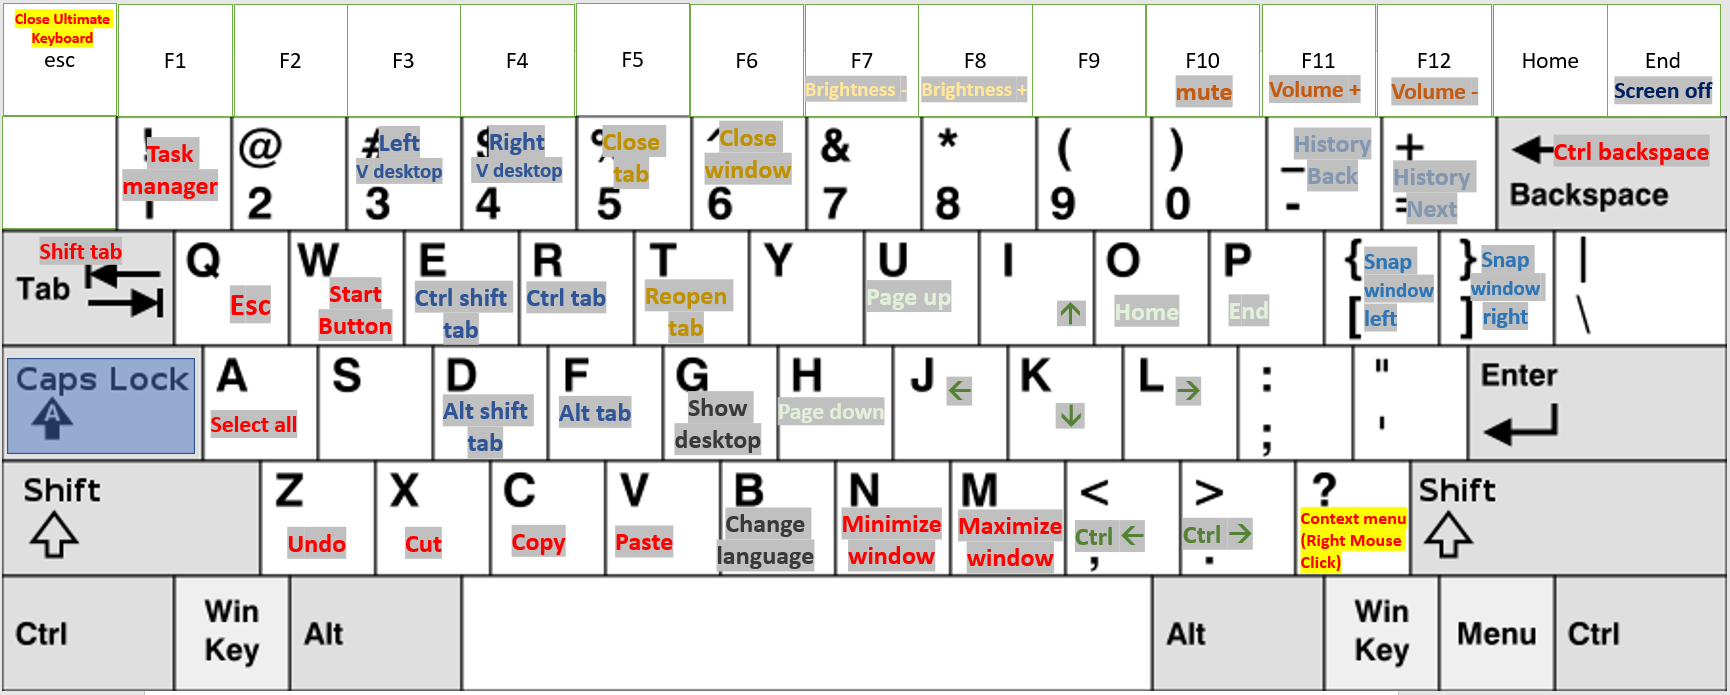 Close Ultimate
Keyboard
esc
F1
F2
F3
F4
F5
F6
F7
Brightness -
F8
Brightness +
F9
F10
mute
F11
Volume +
F12
Volume -
Home
End
Screen off
!
Task
manager
1
@
2
#
Left
V desktop
3
$
Right
V desktop
4
%
Close
tab
5
^
Close
window
6
&
7
*
8
(
9
)
0
_
History
Back
-
+
History
Next
=
Ctrl backspace
Backspace
Shift tab
Tab
Q
Esc
W
Start
Button
E
Ctrl shift
tab
R
Ctrl tab
T
Reopen
tab
Y
U
Page up
I
↑
O
Home
P
End
{
Snap
window
left
[
}
Snap
window
right
]
|
\
Caps Lock
A
A
Select all
S
D
Alt shift
tab
F
Alt tab
G
Show
desktop
H
Page down
J ←
K
↓
L →
:
;
"
'
Enter
Shift
Z
Undo
X
Cut
C
Copy
V
Paste
B
Change
language
N
Minimize
window
M
Maximize
window
<
Ctrl ←
,
>
Ctrl →
.
?
Context menu
(Right Mouse
Click)
Shift
Ctrl
Win
Key
Alt
Alt
Win
Key
Menu
Ctrl